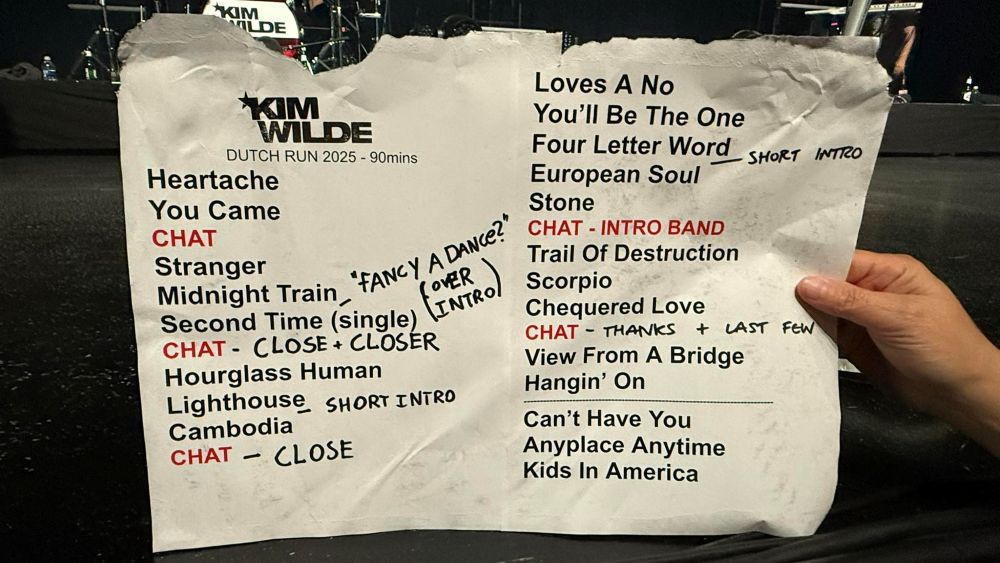 KIM
WILDE
KIM
WILDE
DUTCH RUN 2025 - 90mins
Heartache
You Came
CHAT
Stranger
Midnight Train – "FANCY A DANCE?"
(OVER
INTRO)
Second Time (single)
CHAT - CLOSE + CLOSER
Hourglass Human
Lighthouse – SHORT INTRO
Cambodia
CHAT – CLOSE
Loves A No
You'll Be The One
Four Letter Word – SHORT INTRO
European Soul
Stone
CHAT - INTRO BAND
Trail Of Destruction
Scorpio
Chequered Love
CHAT - THANKS + LAST FEW
View From A Bridge
Hangin' On
Can't Have You
Anyplace Anytime
Kids In America